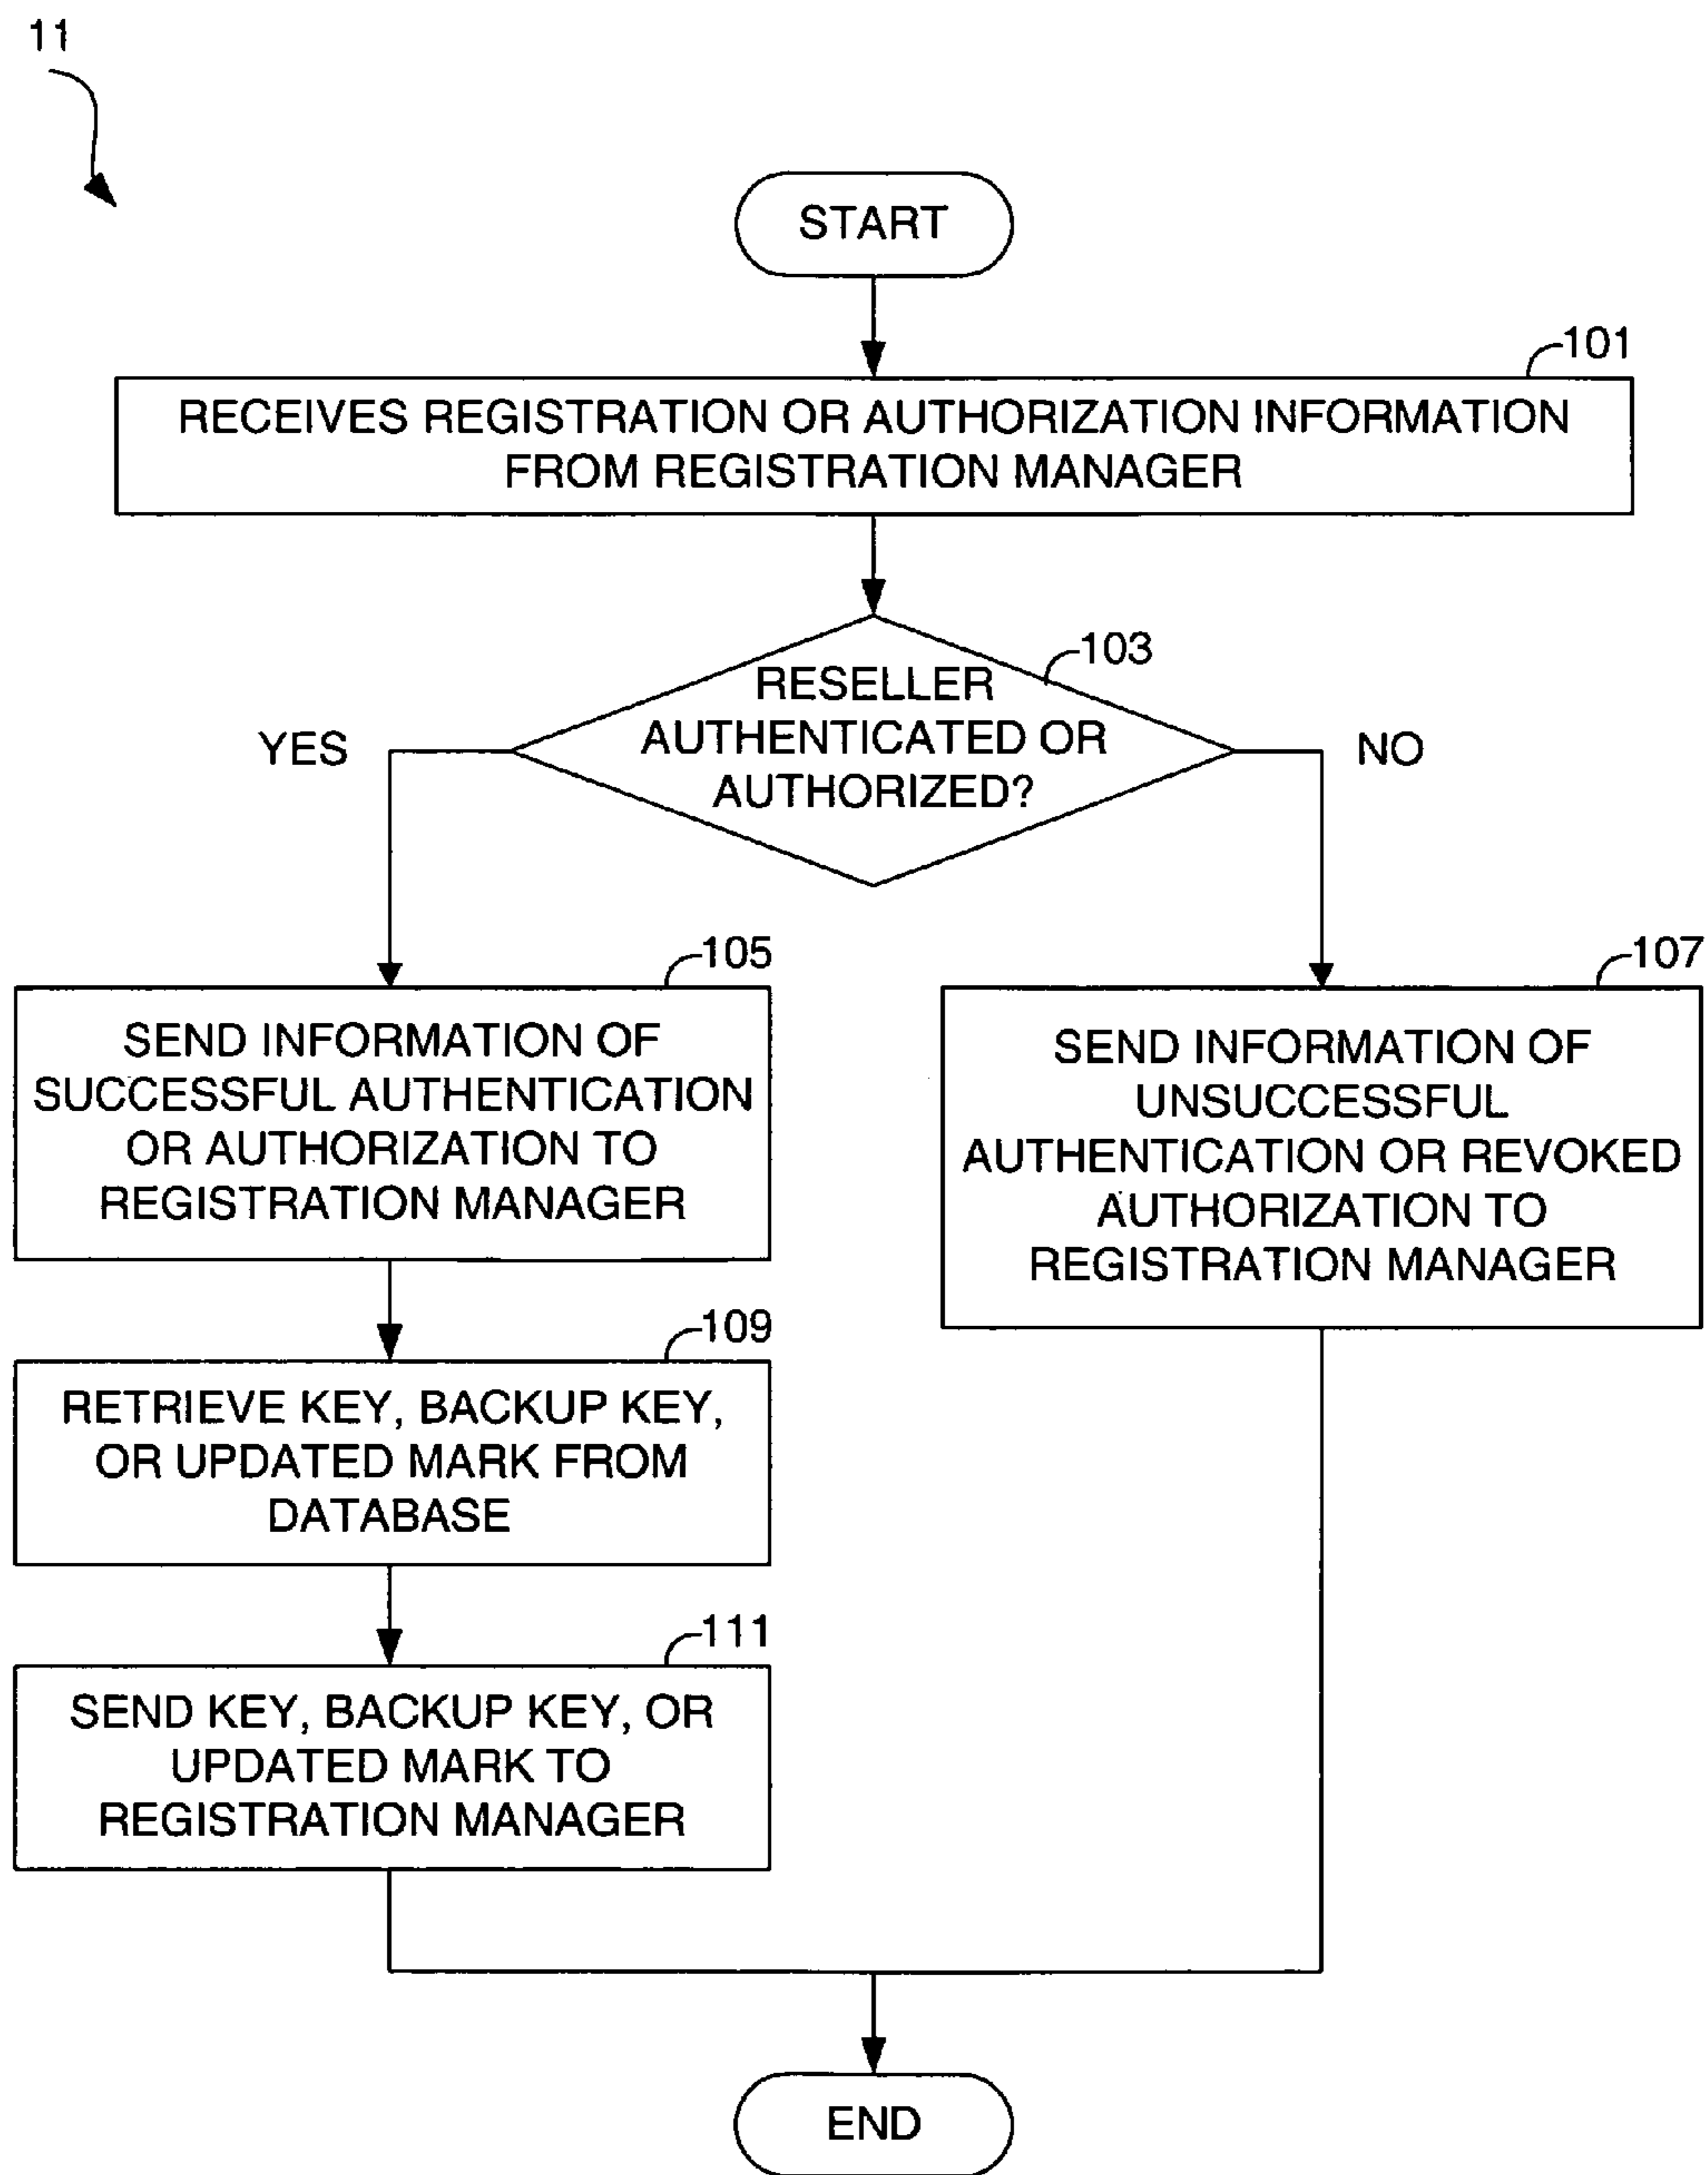 11
START
101
RECEIVES REGISTRATION OR AUTHORIZATION INFORMATION
FROM REGISTRATION MANAGER
103
RESELLER
AUTHENTICATED OR
AUTHORIZED?
YES
NO
105
SEND INFORMATION OF
SUCCESSFUL AUTHENTICATION
OR AUTHORIZATION TO
REGISTRATION MANAGER
107
SEND INFORMATION OF
UNSUCCESSFUL
AUTHENTICATION OR REVOKED
AUTHORIZATION TO
REGISTRATION MANAGER
109
RETRIEVE KEY, BACKUP KEY,
OR UPDATED MARK FROM
DATABASE
111
SEND KEY, BACKUP KEY, OR
UPDATED MARK TO
REGISTRATION MANAGER
END